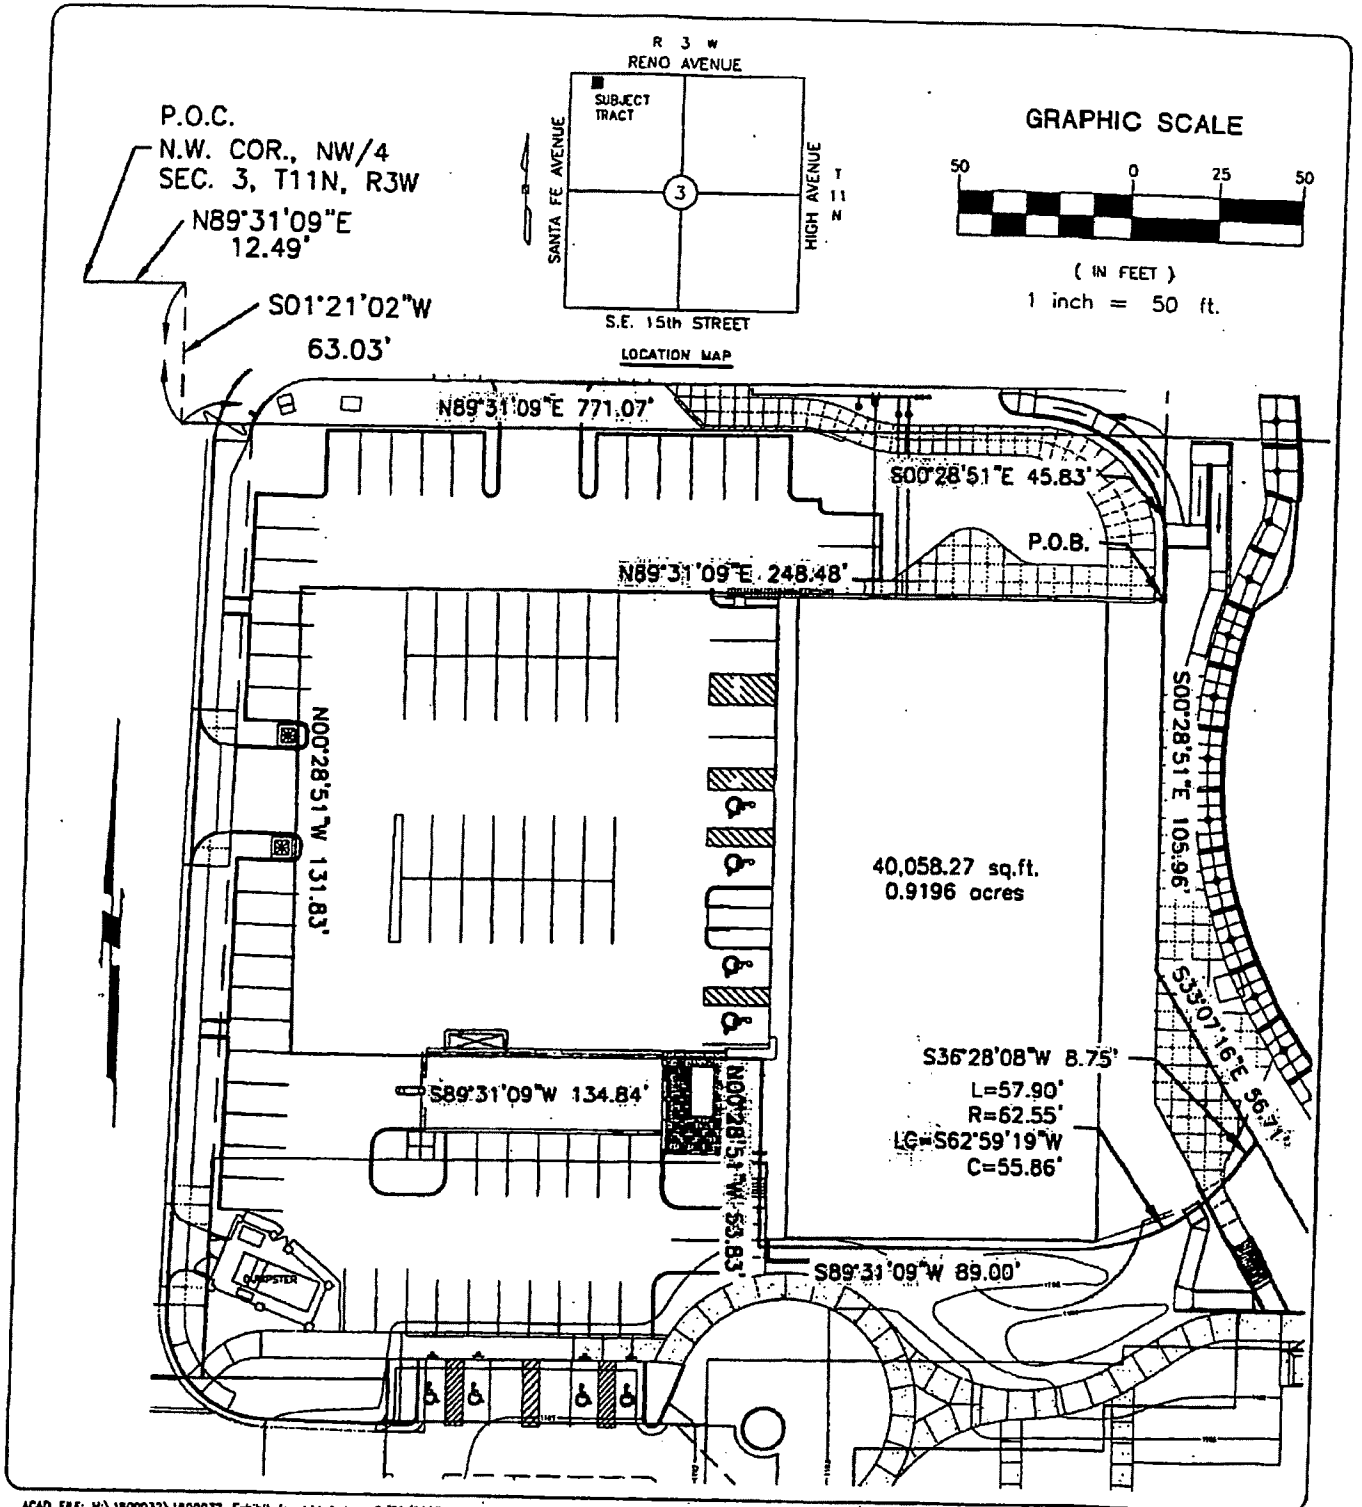 R 3 W
RENO AVENUE
SUBJECT
TRACT
SANTA FE AVENUE
3
HIGH AVENUE
T
11
N
S.E. 15th STREET
LOCATION MAP
P.O.C.
N.W. COR., NW/4
SEC. 3, T11N, R3W
N89°31'09"E
12.49'
S01°21'02"W
63.03'
GRAPHIC SCALE
50 0 25 50
( IN FEET )
1 inch = 50 ft.
N89°31'09"E 771.07'
S00°28'51"E 45.83'
P.O.B.
N89°31'09"E 248.48'
S00°28'51"E 105.96'
N00°28'51"W 131.83'
40,058.27 sq.ft.
0.9196 acres
S33°07'16"E 56.71'
S36°28'08"W 8.75'
L=57.90'
R=62.55'
LC=S62°59'19"W
C=55.86'
S89°31'09"W 134.84'
N00°28'51"W 53.83'
S89°31'09"W 89.00'
DUMPSTER
ACAD FILE: